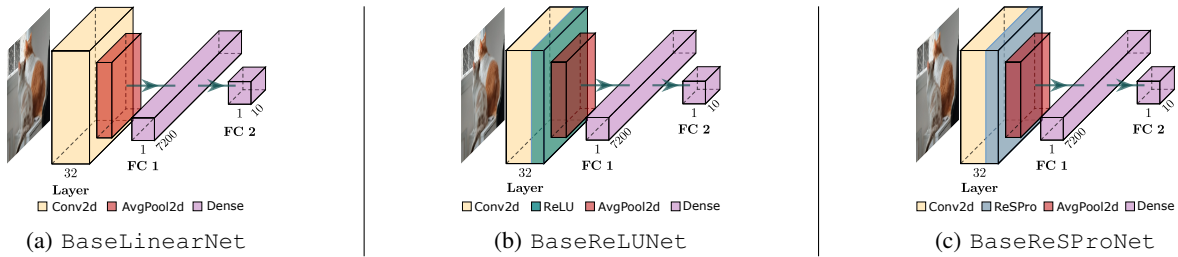 32
Layer
1
7200
FC 1
1
10
FC 2
Conv2d AvgPool2d Dense
(a) BaseLinearNet
32
Layer
1
7200
FC 1
1
10
FC 2
Conv2d ReLU AvgPool2d Dense
(b) BaseReLUNet
32
Layer
1
7200
FC 1
1
10
FC 2
Conv2d ReSPro AvgPool2d Dense
(c) BaseReSProNet